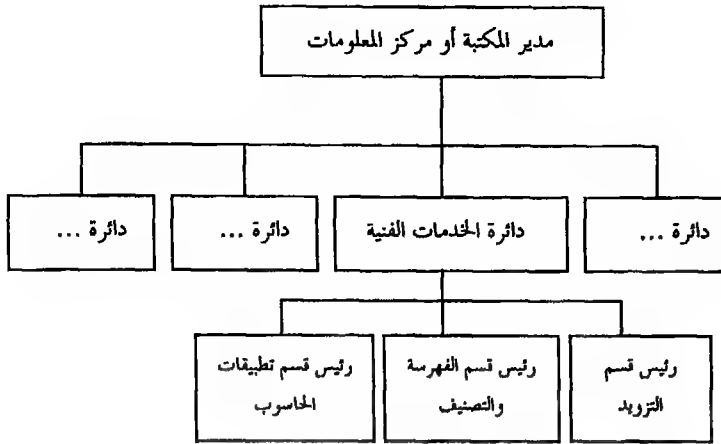 مدير المكتبة أو مركز المعلومات
دائرة ...
دائرة الخدمات الفنية
دائرة ...
دائرة ...
رئيس قسم
التزويد
رئيس قسم الفهرسة
والتصنيف
رئيس قسم تطبيقات
الحاسوب